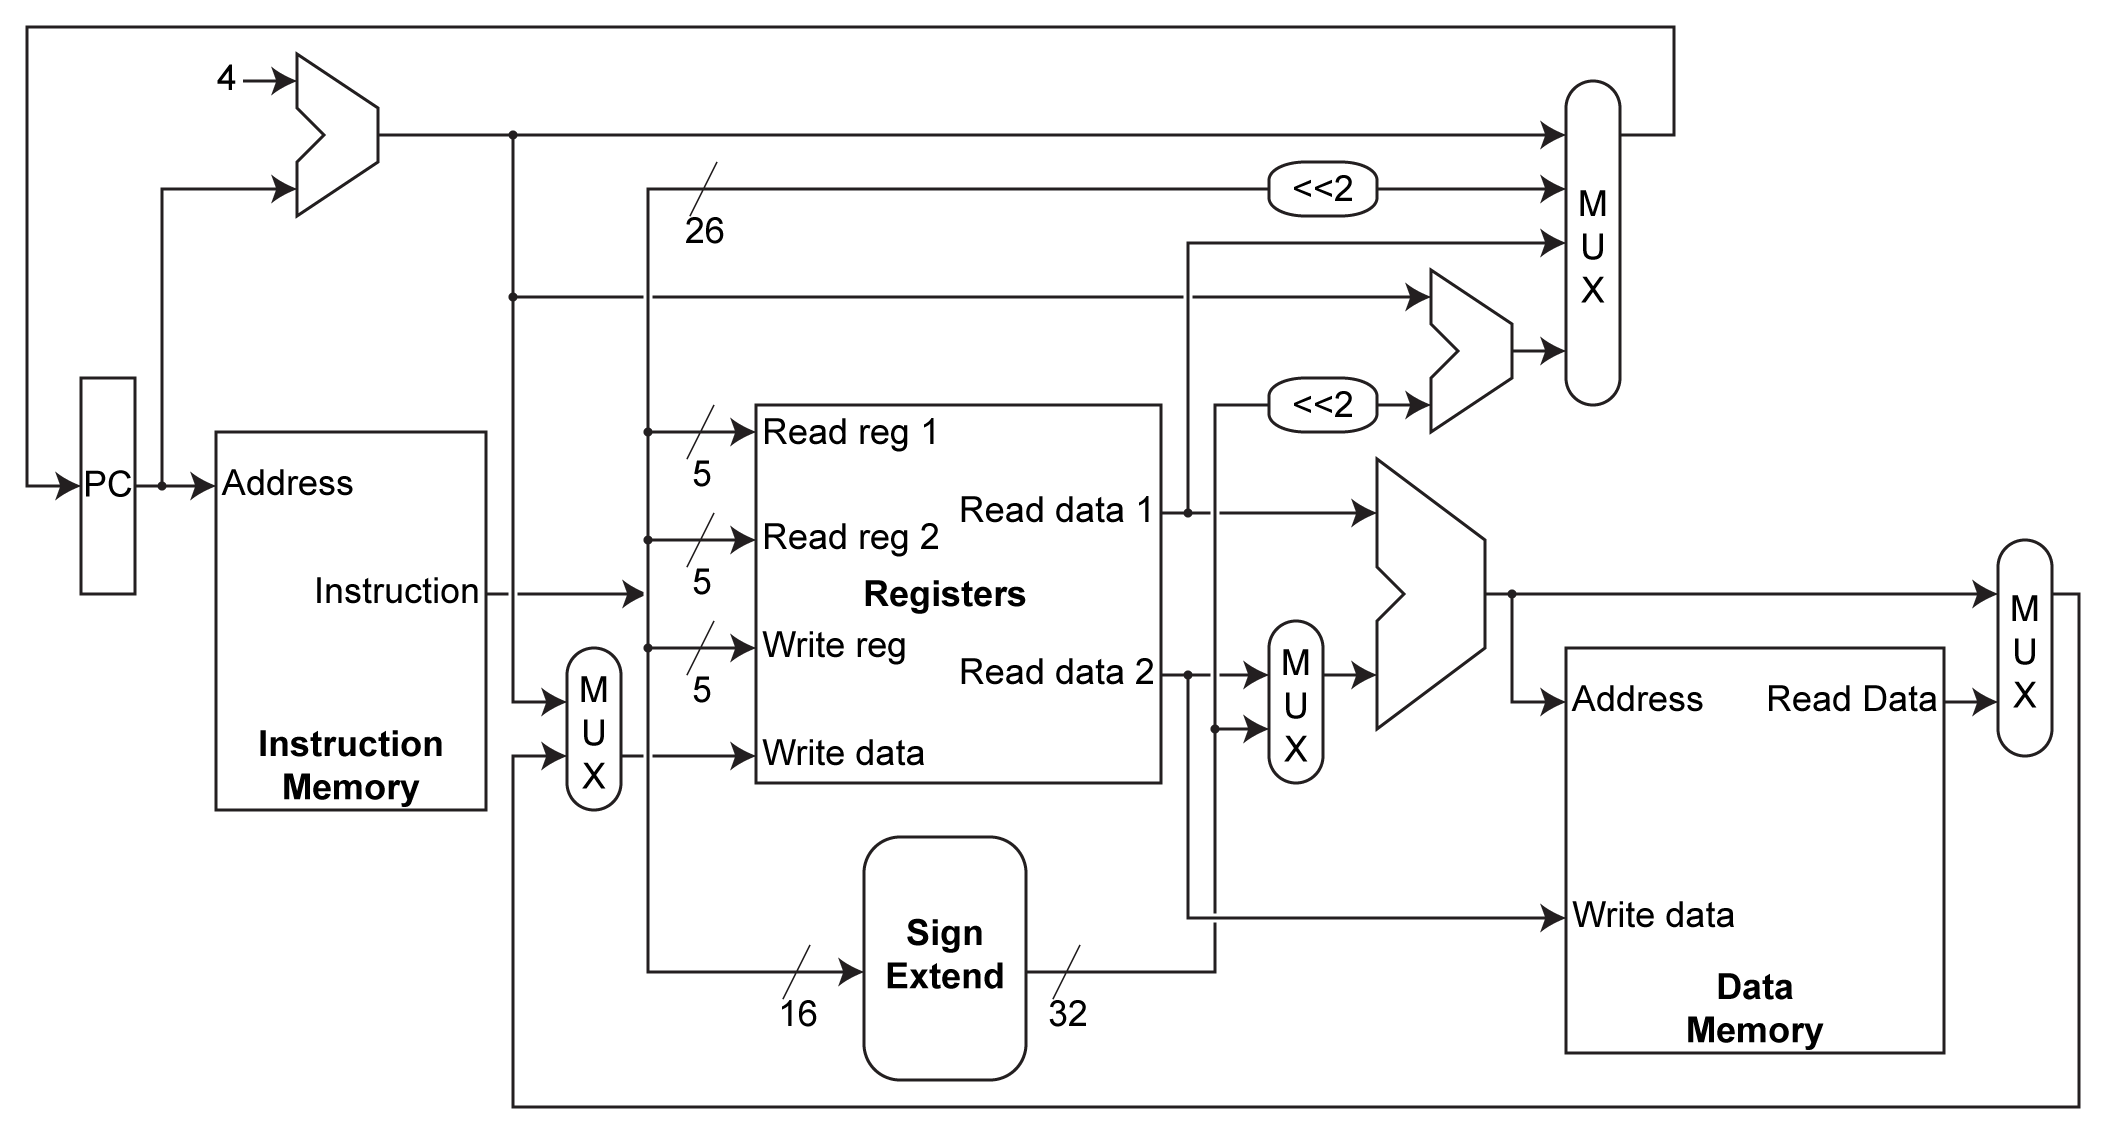 4
<<2
26
M
U
X
<<2
PC
Address
Instruction
Instruction
Memory
M
U
X
Read reg 1
5
Read reg 2
5
Registers
Write reg
5
Write data
Read data 1
Read data 2
M
U
X
Sign
Extend
16
32
Address
Read Data
Write data
Data
Memory
M
U
X